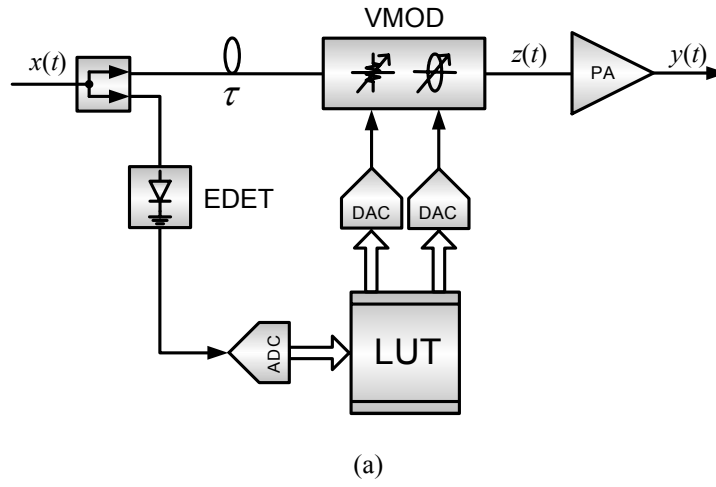 VMOD
x(t)
τ
z(t)
PA
y(t)
EDET
DAC
DAC
ADC
LUT
(a)